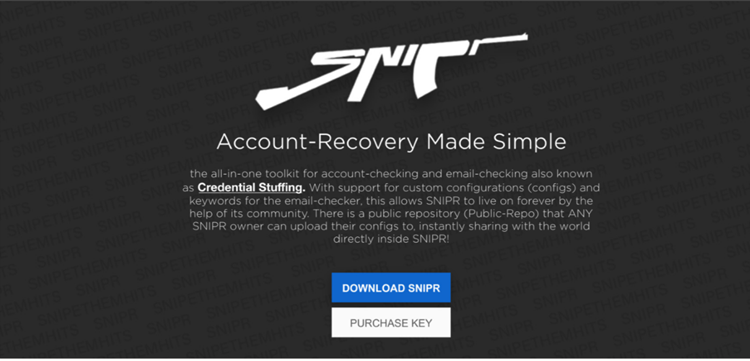 SNIPR
Account-Recovery Made Simple
the all-in-one toolkit for account-checking and email-checking also known
as Credential Stuffing. With support for custom configurations (configs) and
keywords for the email-checker, this allows SNIPR to live on forever by the
help of its community. There is a public repository (Public-Repo) that ANY
SNIPR owner can upload their configs to, instantly sharing with the world
directly inside SNIPR!
DOWNLOAD SNIPR
PURCHASE KEY